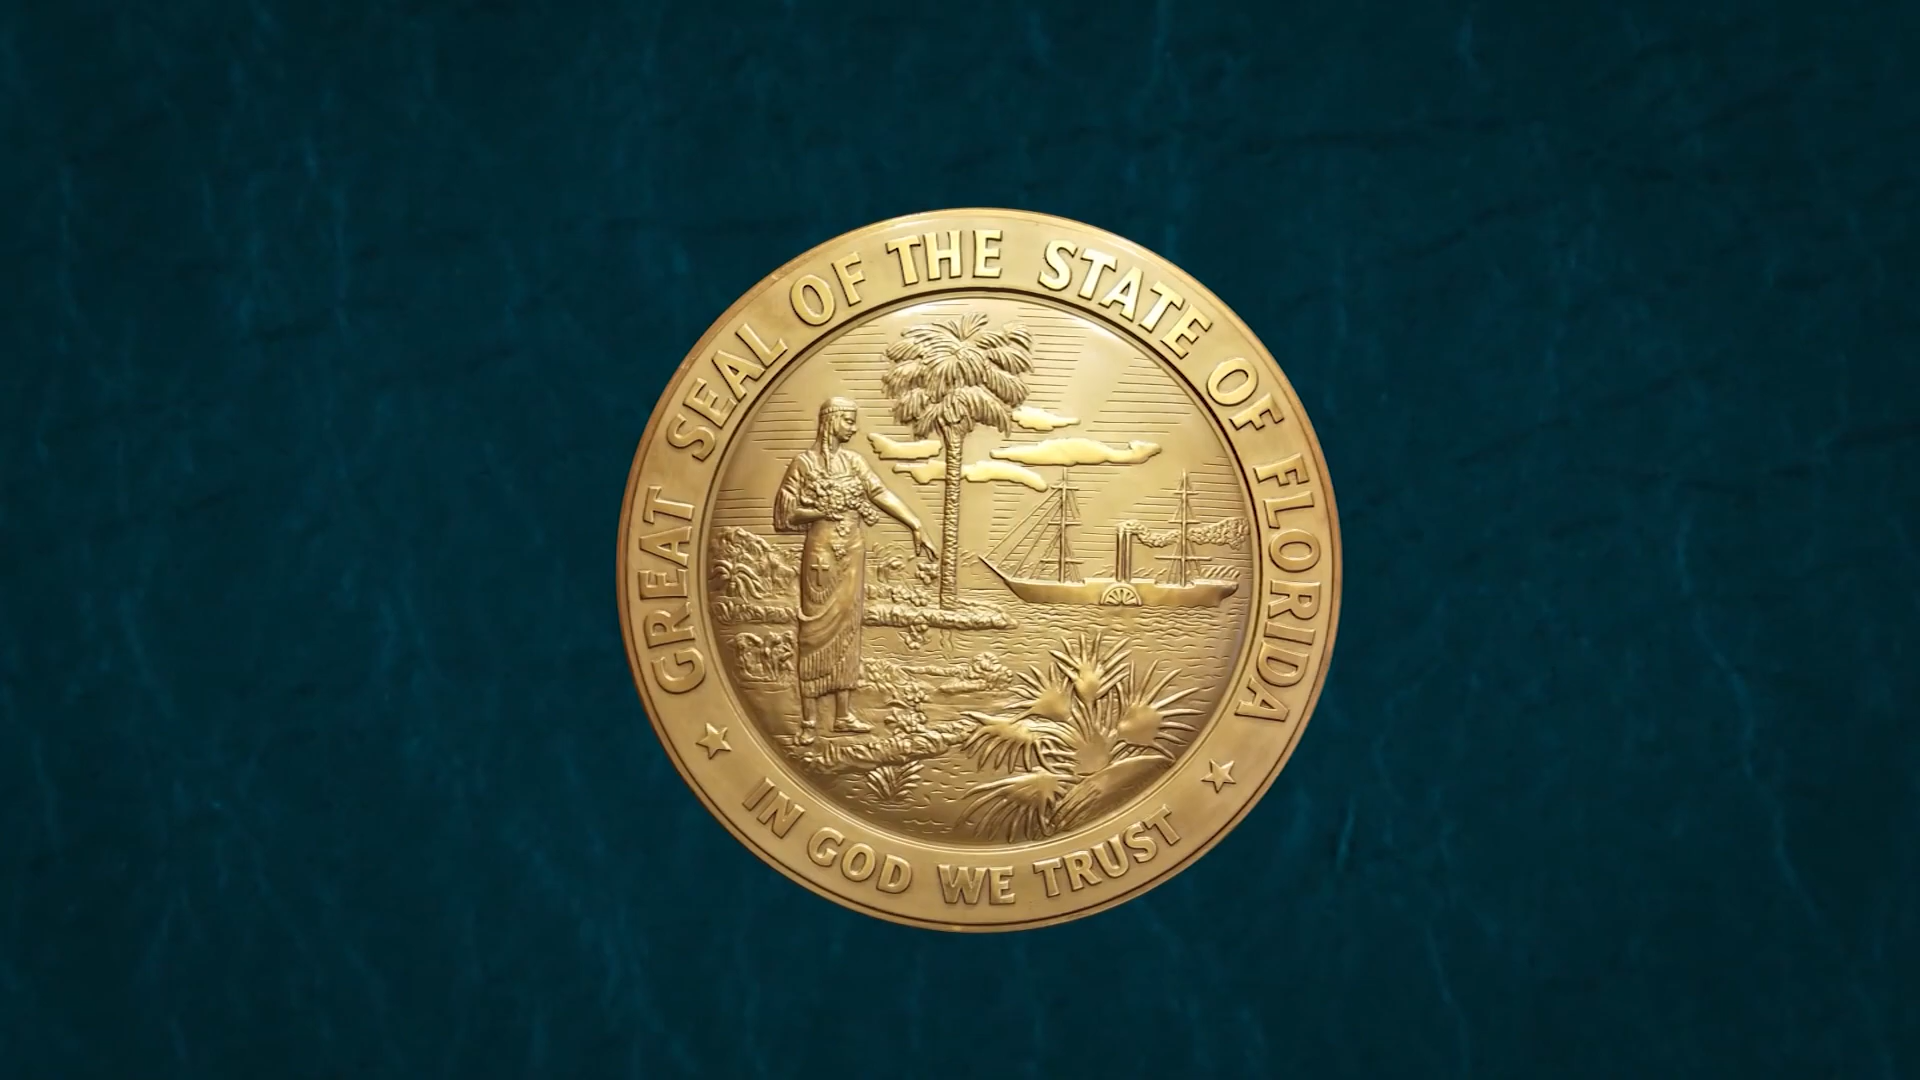 GREAT SEAL OF THE STATE OF FLORIDA
IN GOD WE TRUST